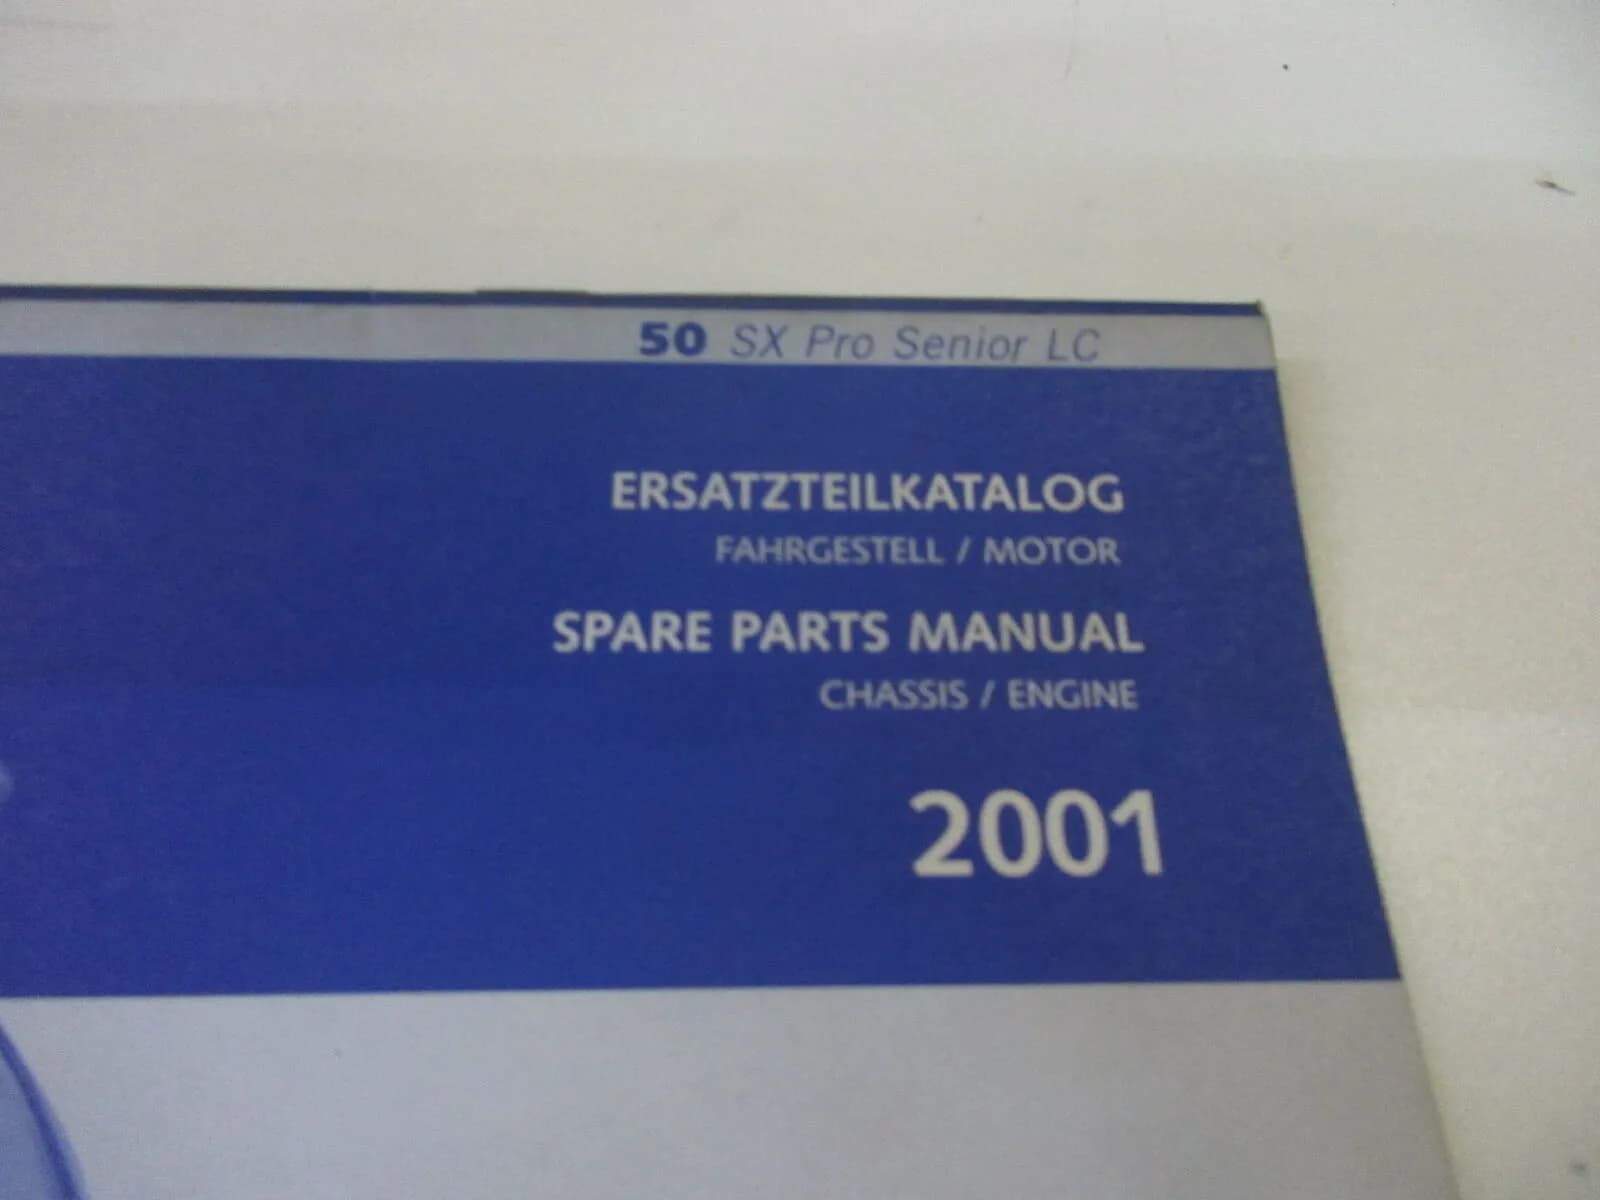 50 SX Pro Senior LC
ERSATZTEILKATALOG
FAHRGESTELL / MOTOR
SPARE PARTS MANUAL
CHASSIS / ENGINE
2001